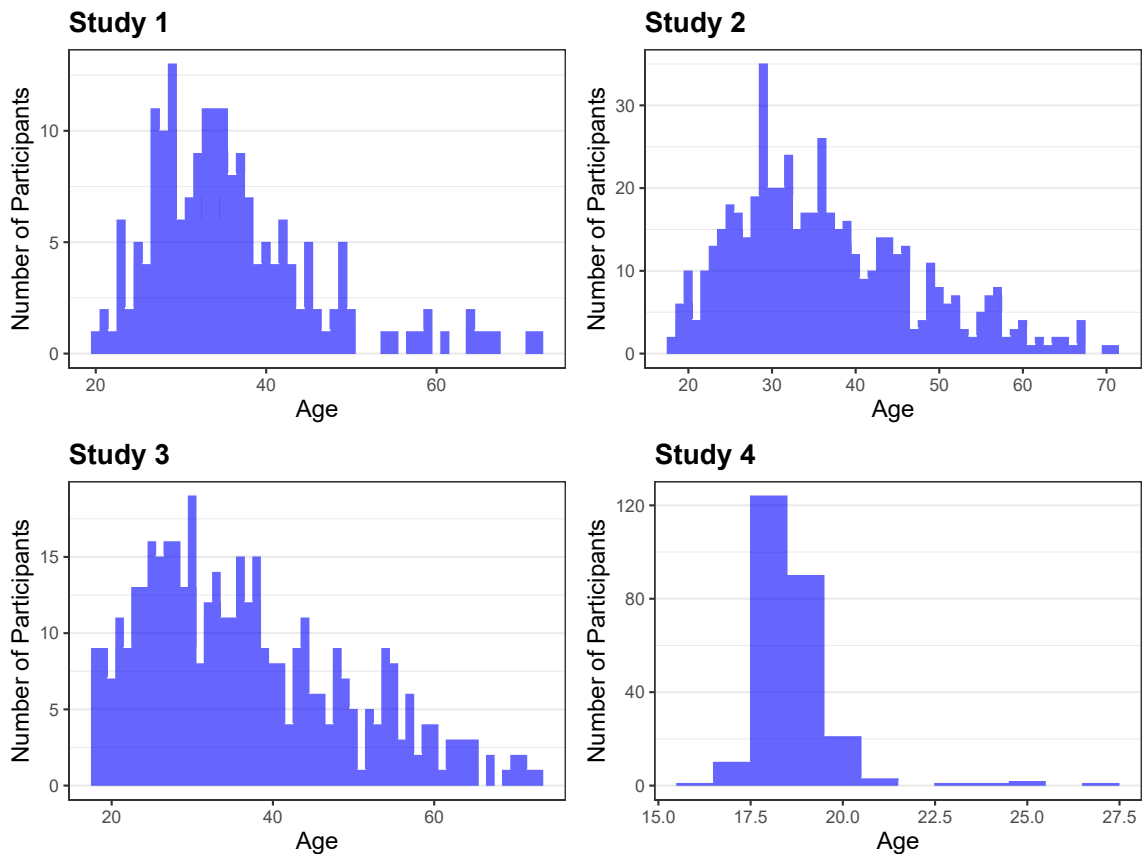 Study 1
Number of Participants
10
5
0
20 40 60
Age
Study 2
Number of Participants
30
20
10
0
20 30 40 50 60 70
Age
Study 3
Number of Participants
15
10
5
0
20 40 60
Age
Study 4
Number of Participants
120
80
40
0
15.0 17.5 20.0 22.5 25.0 27.5
Age